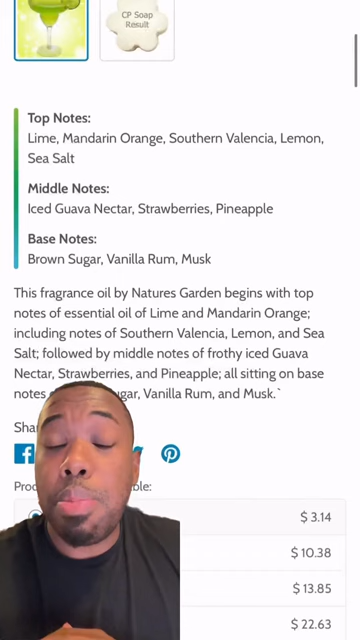 CP Soap
Result
Top Notes:
Lime, Mandarin Orange, Southern Valencia, Lemon,
Sea Salt
Middle Notes:
Iced Guava Nectar, Strawberries, Pineapple
Base Notes:
Brown Sugar, Vanilla Rum, Musk
This fragrance oil by Natures Garden begins with top
notes of essential oil of Lime and Mandarin Orange;
including notes of Southern Valencia, Lemon, and Sea
Salt; followed by middle notes of frothy iced Guava
Nectar, Strawberries, and Pineapple; all sitting on base
notes Vanilla Rum, and Musk.`
$ 3.14
$ 10.38
$ 13.85
$ 22.63